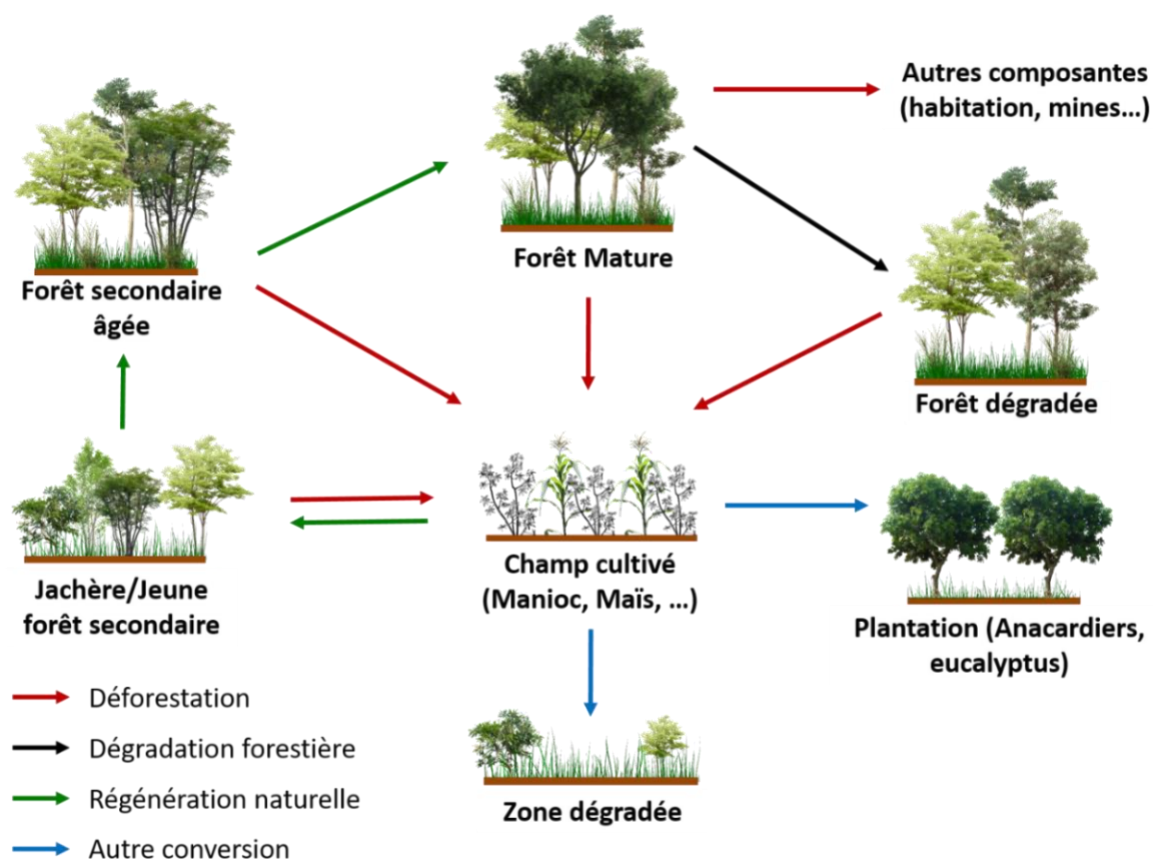 Autres composantes
(habitation, mines...)
Forêt Mature
Forêt secondaire
âgée
Forêt dégradée
Jachère/Jeune
forêt secondaire
Champ cultivé
(Manioc, Maïs, ...)
Plantation (Anacardiers,
eucalyptus)
Déforestation
Dégradation forestière
Régénération naturelle
Autre conversion
Zone dégradée